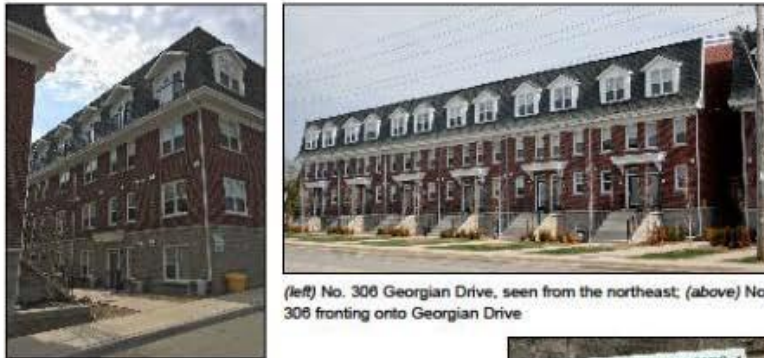 (left) No. 306 Georgian Drive, seen from the northeast; (above) No
306 fronting onto Georgian Drive